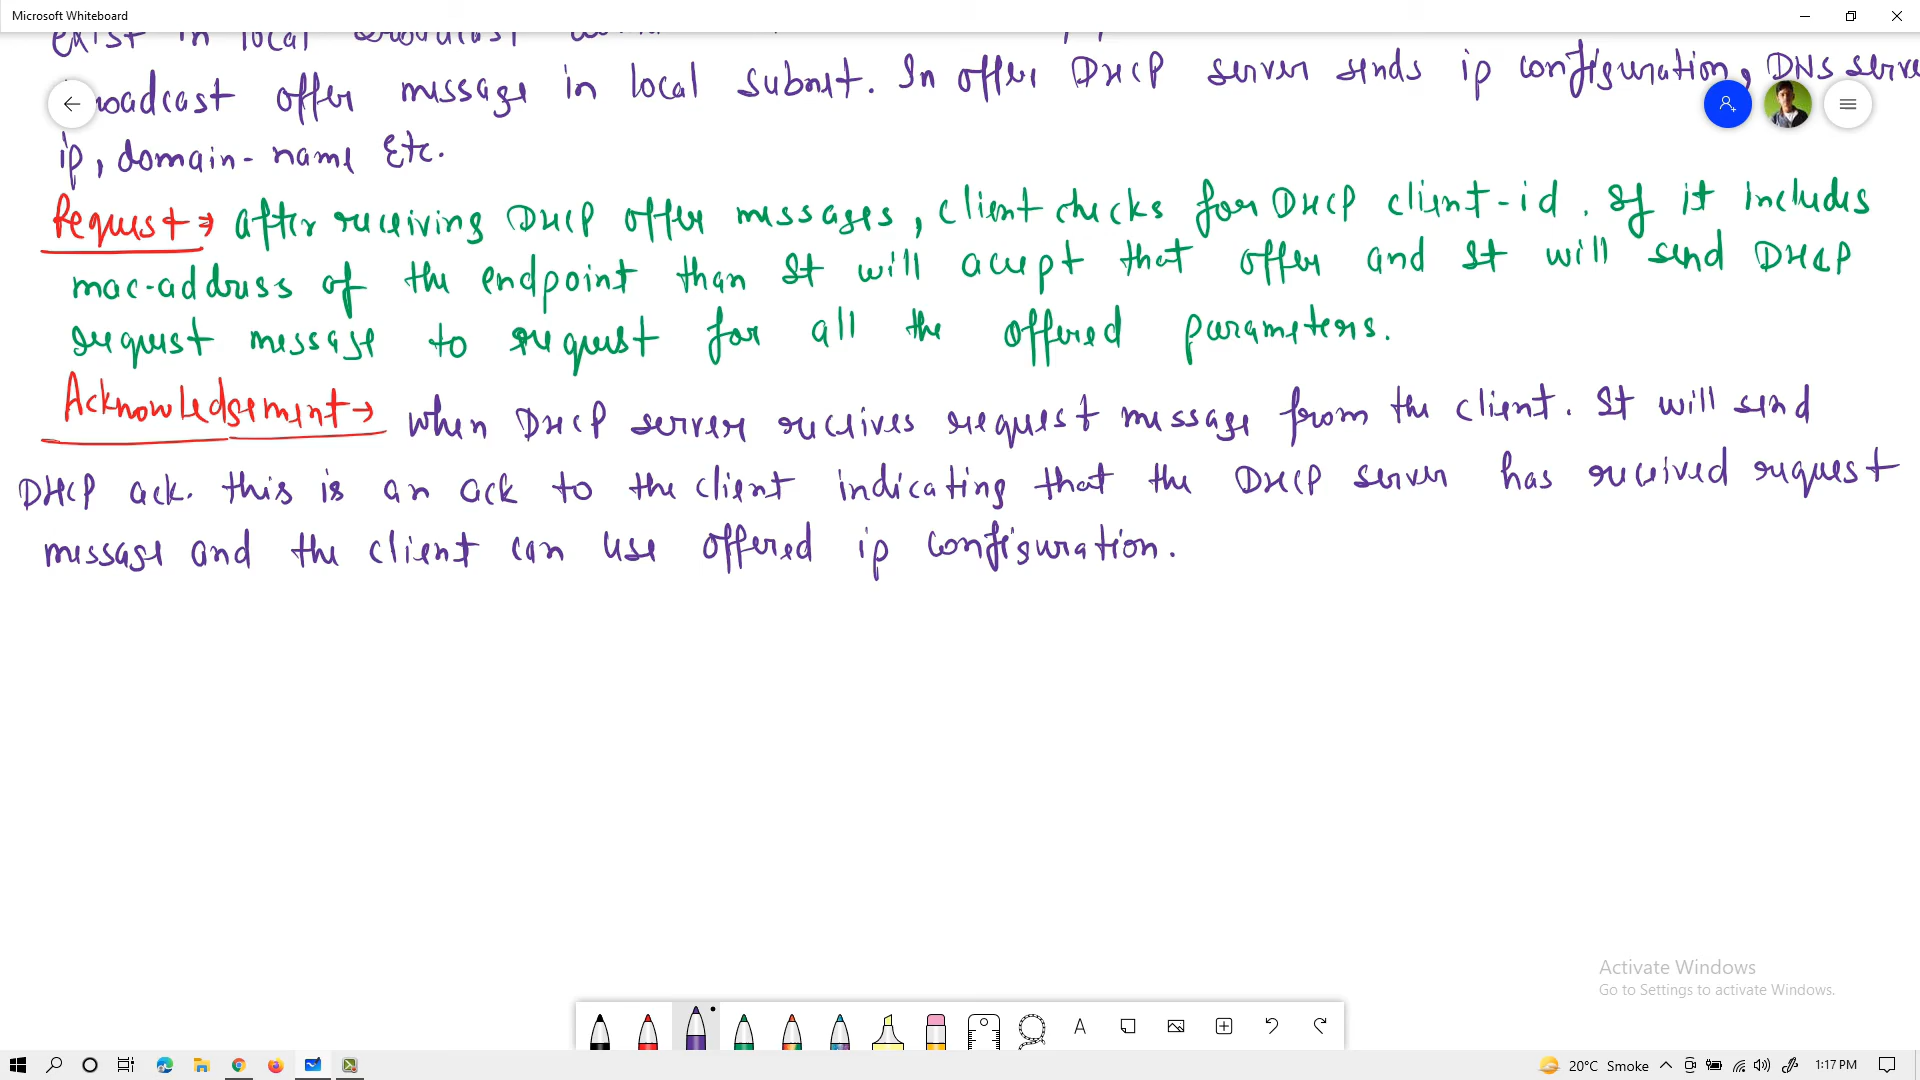 Microsoft Whiteboard
exist in local broadcast
broadcast offer message in local subnet. In offer DHCP server sends ip configuration, DNS serve
ip, domain-name Etc.
Request→ after receiving DHCP offer messages, client checks for DHCP client-id. If it includes
mac-address of the endpoint than It will accept that offer and It will send DHCP
request message to request for all the offered parameters.
Acknowledgement→ when DHCP server receives request message from the client. It will send
DHCP ack. this is an ack to the client indicating that the DHCP server has received request
message and the client can use offered ip configuration.
Activate Windows
Go to Settings to activate Windows.
20°C Smoke 1:17 PM